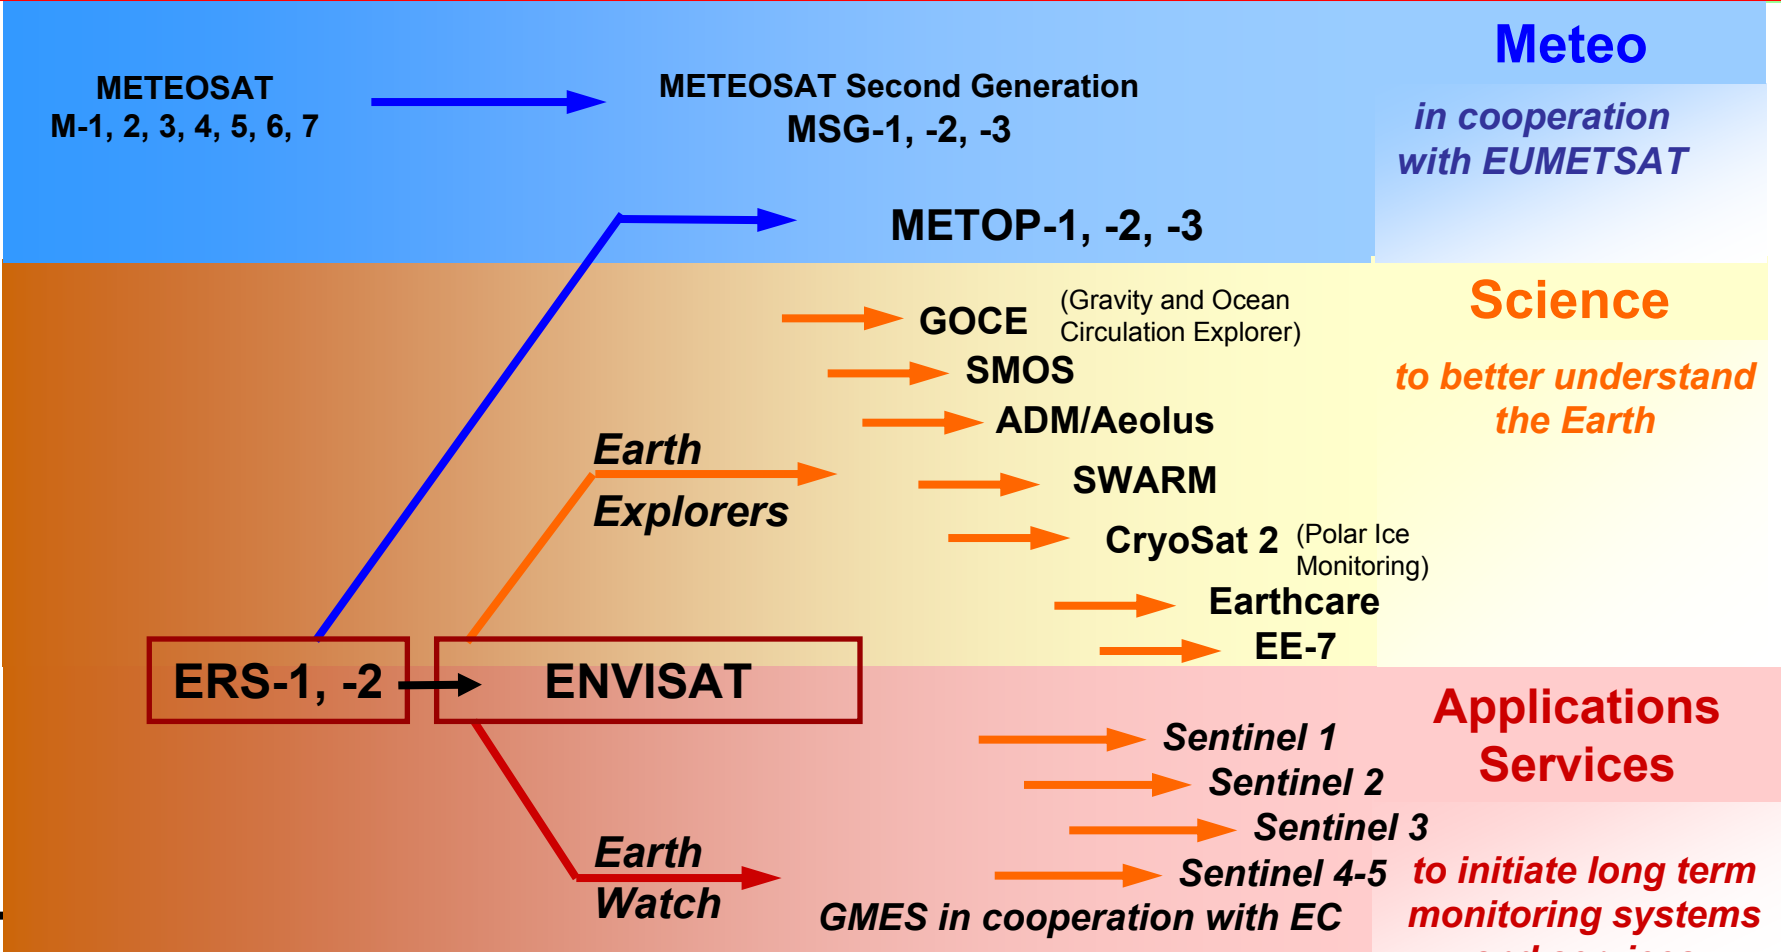 Meteo
METEOSAT
M-1, 2, 3, 4, 5, 6, 7
METEOSAT Second Generation
MSG-1, -2, -3
in cooperation
with EUMETSAT
METOP-1, -2, -3
Science
to better understand
the Earth
GOCE
(Gravity and Ocean
Circulation Explorer)
SMOS
ADM/Aeolus
Earth
Explorers
SWARM
CryoSat 2
(Polar Ice
Monitoring)
Earthcare
EE-7
ERS-1, -2
ENVISAT
Applications
Services
Sentinel 1
Sentinel 2
Sentinel 3
Sentinel 4-5
Earth
Watch
GMES in cooperation with EC
to initiate long term
monitoring systems